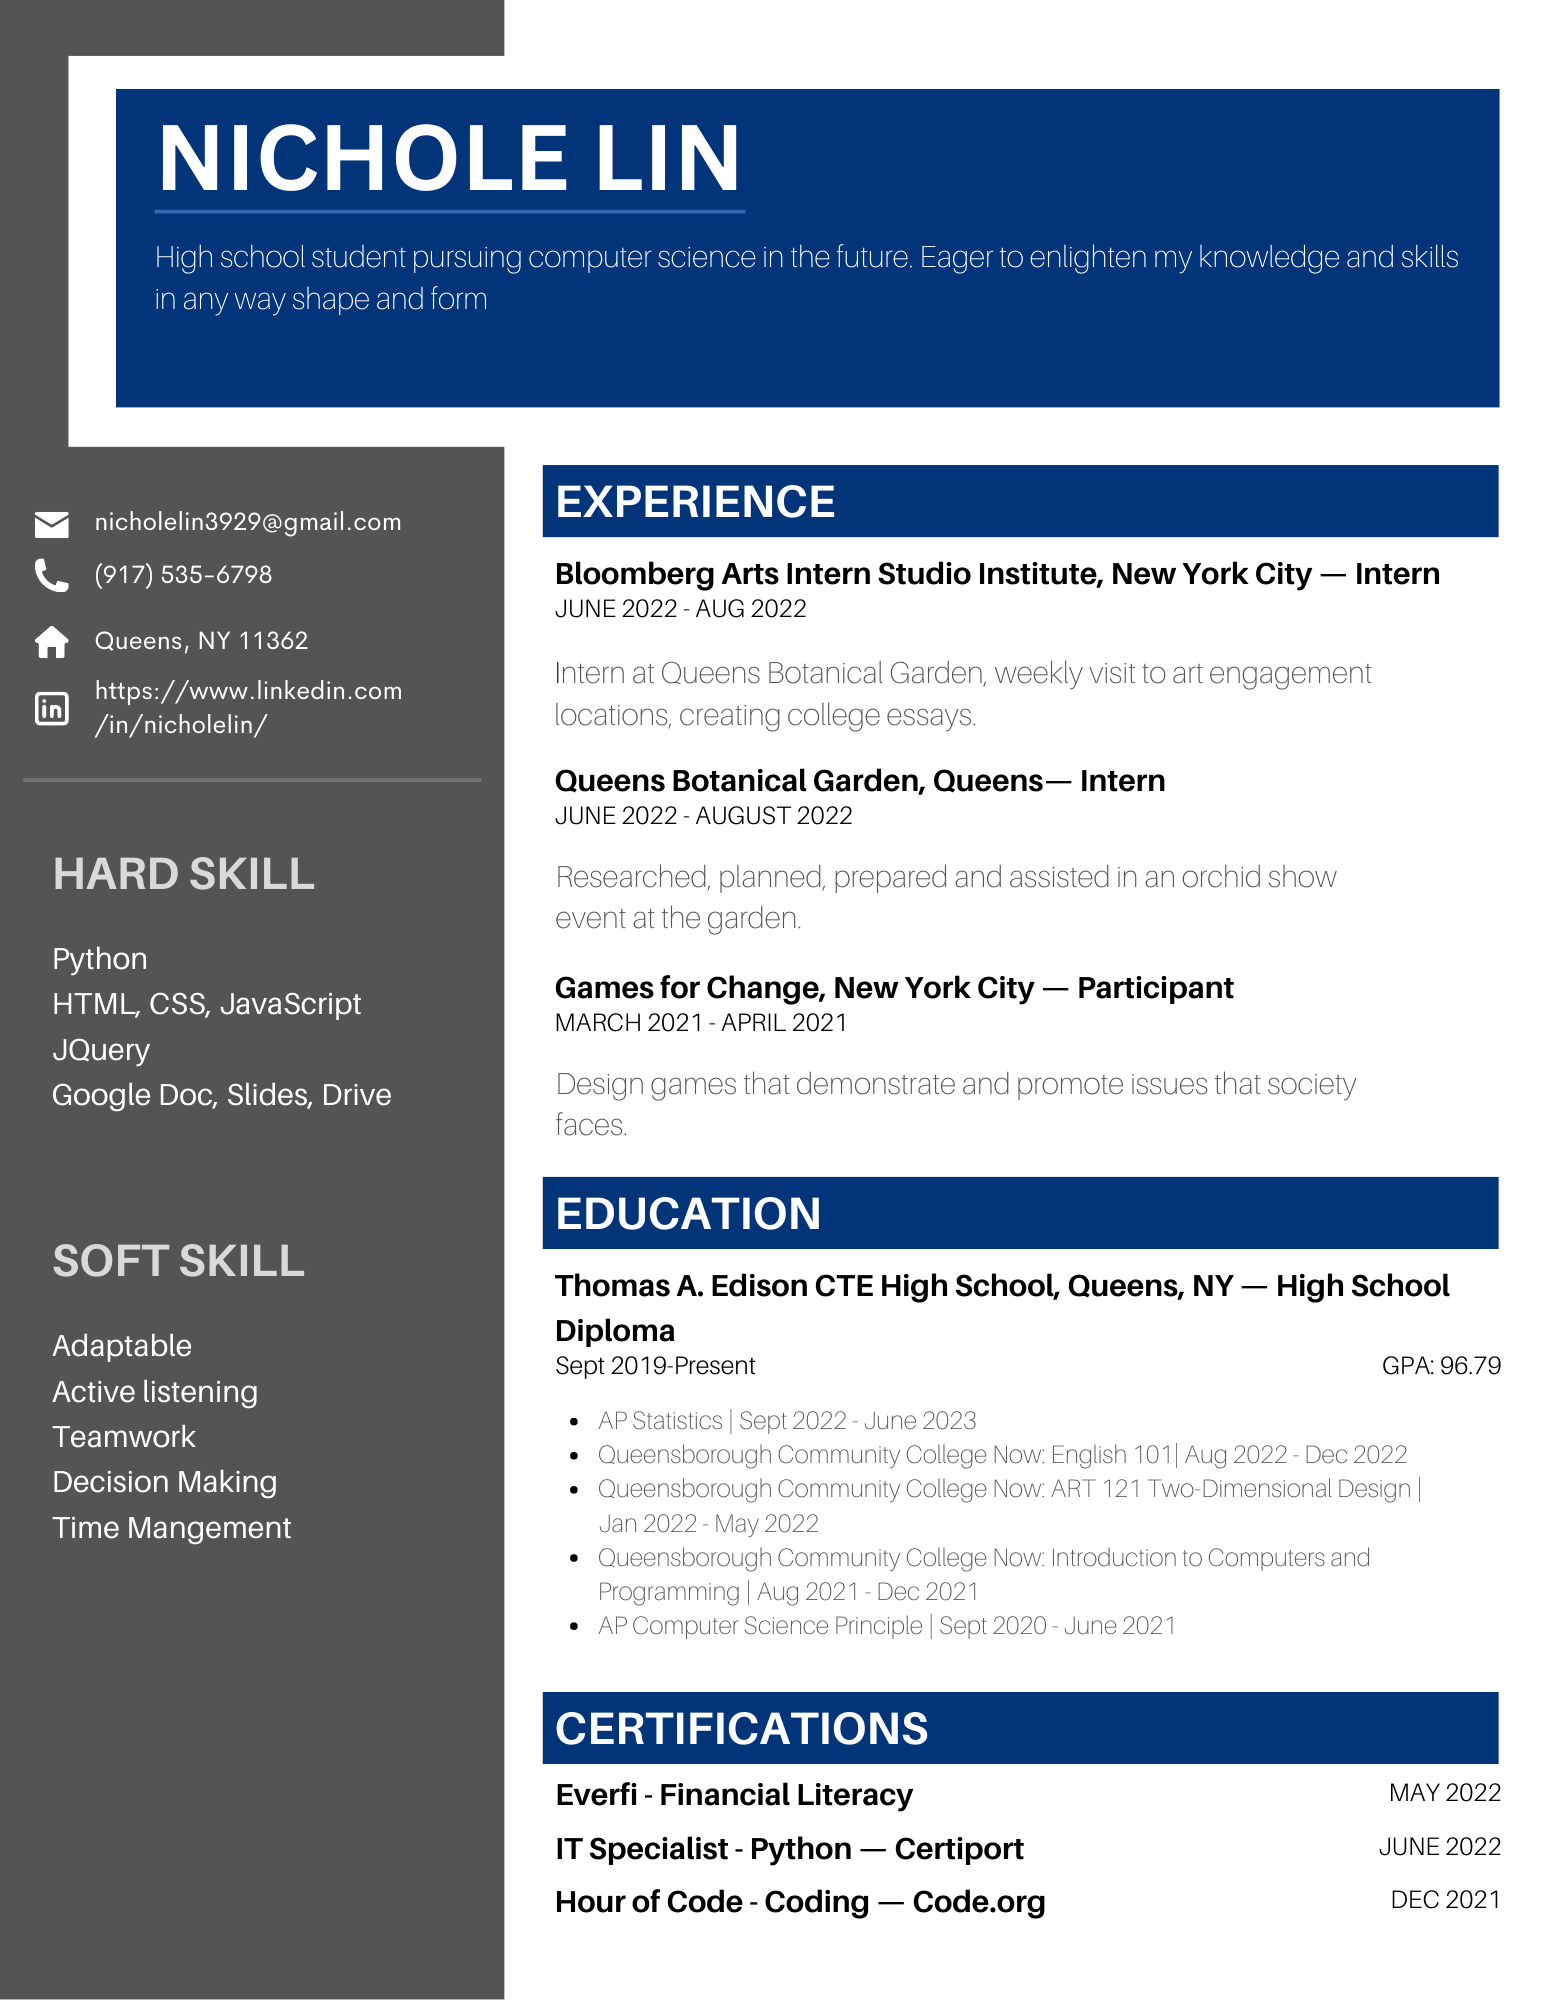 NICHOLE LIN
High school student pursuing computer science in the future. Eager to enlighten my knowledge and skills
in any way shape and form
nicholelin3929@gmail.com
(917) 535-6798
Queens, NY 11362
https://www.linkedin.com
/in/nicholelin/
HARD SKILL
Python
HTML, CSS, JavaScript
JQuery
Google Doc, Slides, Drive
SOFT SKILL
Adaptable
Active listening
Teamwork
Decision Making
Time Mangement
EXPERIENCE
Bloomberg Arts Intern Studio Institute, New York City — Intern
JUNE 2022 - AUG 2022
Intern at Queens Botanical Garden, weekly visit to art engagement
locations, creating college essays.
Queens Botanical Garden, Queens— Intern
JUNE 2022 - AUGUST 2022
Researched, planned, prepared and assisted in an orchid show
event at the garden.
Games for Change, New York City — Participant
MARCH 2021 - APRIL 2021
Design games that demonstrate and promote issues that society
faces.
EDUCATION
Thomas A. Edison CTE High School, Queens, NY — High School
Diploma
Sept 2019-Present GPA: 96.79
• AP Statistics | Sept 2022 - June 2023
• Queensborough Community College Now: English 101| Aug 2022 - Dec 2022
• Queensborough Community College Now: ART 121 Two-Dimensional Design |
Jan 2022 - May 2022
• Queensborough Community College Now: Introduction to Computers and
Programming | Aug 2021 - Dec 2021
• AP Computer Science Principle | Sept 2020 - June 2021
CERTIFICATIONS
Everfi - Financial Literacy MAY 2022
IT Specialist - Python — Certiport JUNE 2022
Hour of Code - Coding — Code.org DEC 2021